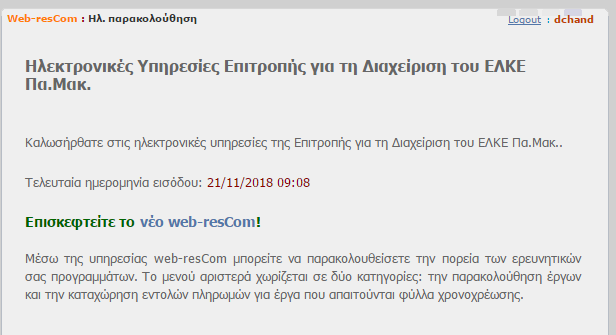 Web-resCom : Ηλ. παρακολούθηση
Logout : dchand
Ηλεκτρονικές Υπηρεσίες Επιτροπής για τη Διαχείριση του ΕΛΚΕ
Πα.Μακ.
Καλωσήρθατε στις ηλεκτρονικές υπηρεσίες της Επιτροπής για τη Διαχείριση του ΕΛΚΕ Πα.Μακ..
Τελευταία ημερομηνία εισόδου: 21/11/2018 09:08
Επισκεφτείτε το νέο web-resCom!
Μέσω της υπηρεσίας web-resCom μπορείτε να παρακολουθείσετε την πορεία των ερευνητικών
σας προγραμμάτων. Το μενού αριστερά χωρίζεται σε δύο κατηγορίες: την παρακολούθηση έργων
και την καταχώρηση εντολών πληρωμών για έργα που απαιτούνται φύλλα χρονοχρέωσης.